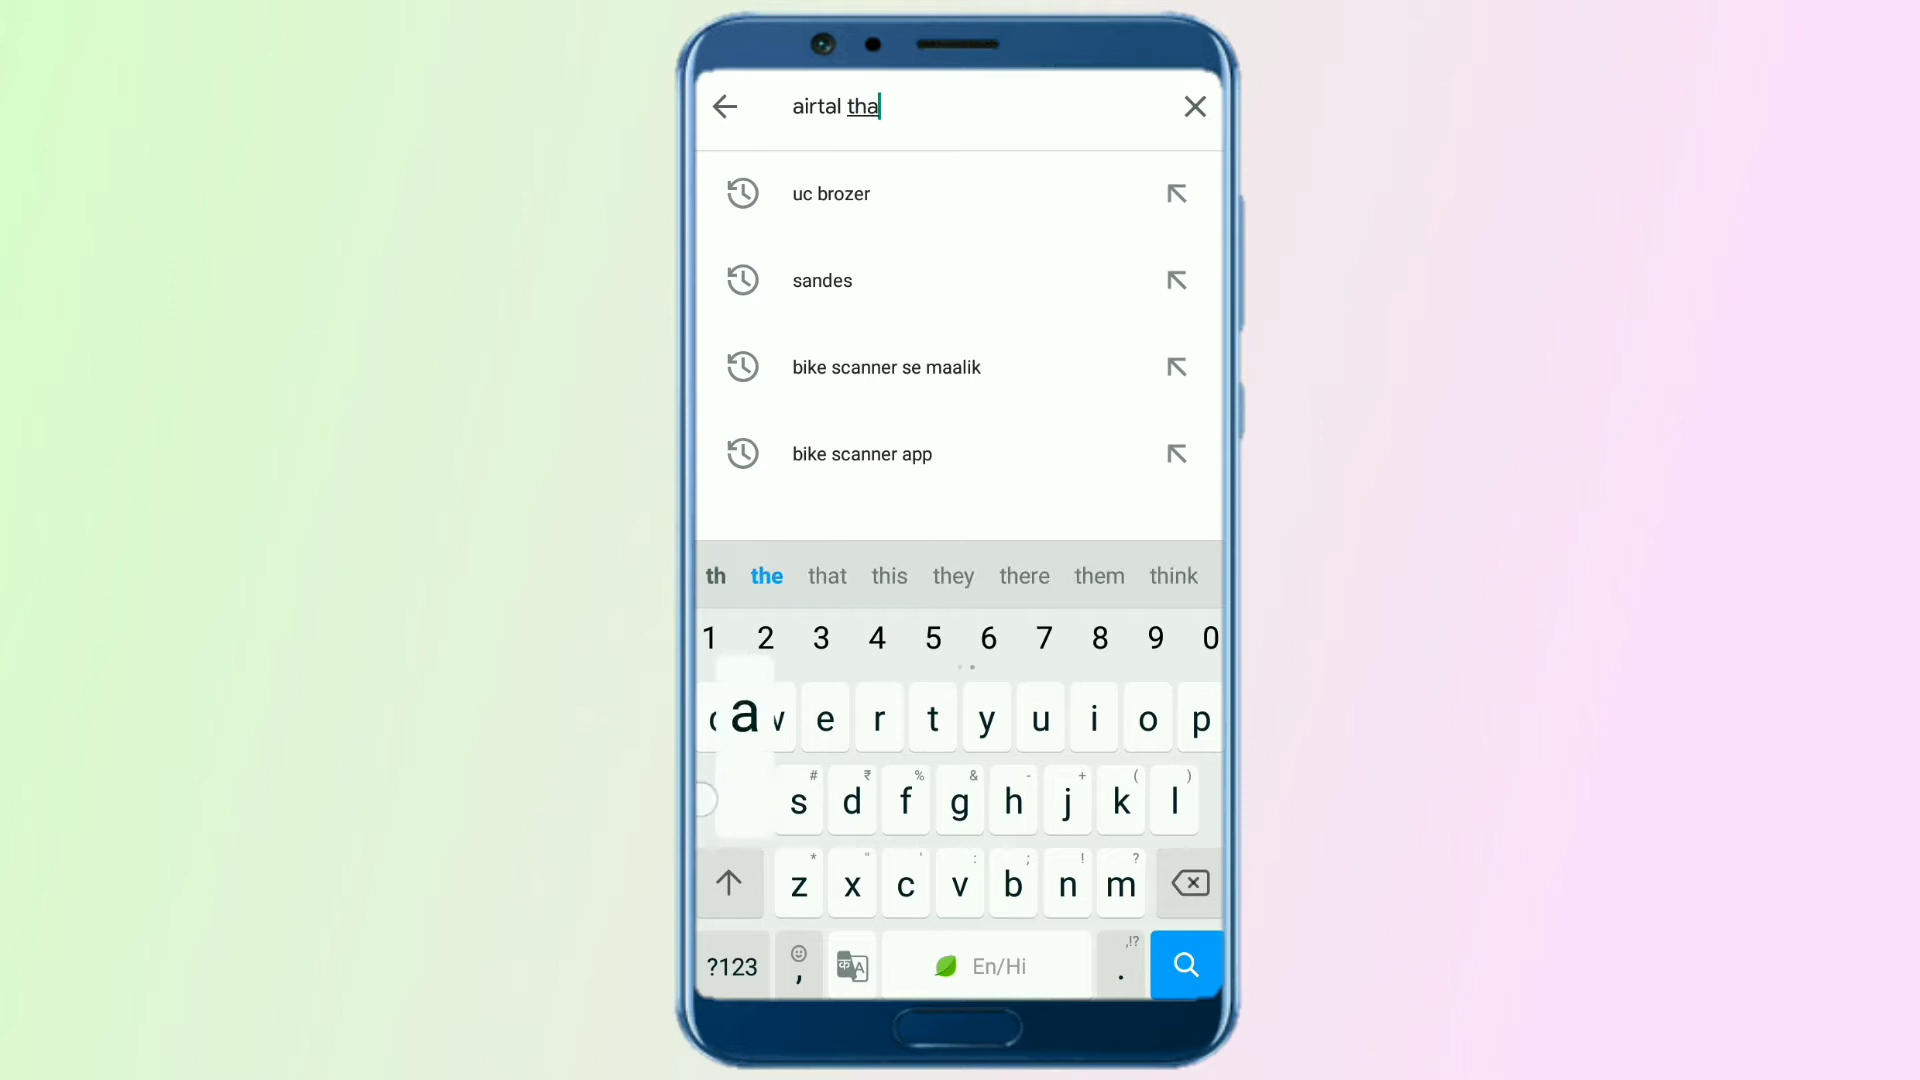 airtal tha
uc brozer
sandes
bike scanner se maalik
bike scanner app
th the that this they there them think
1 2 3 4 5 6 7 8 9 0
a w e r t y u i o p
# ₹ % & - + ( )
s d f g h j k l
* " ' : ; ! ?
z x c v b n m
,!?
?123 , क A En/Hi .